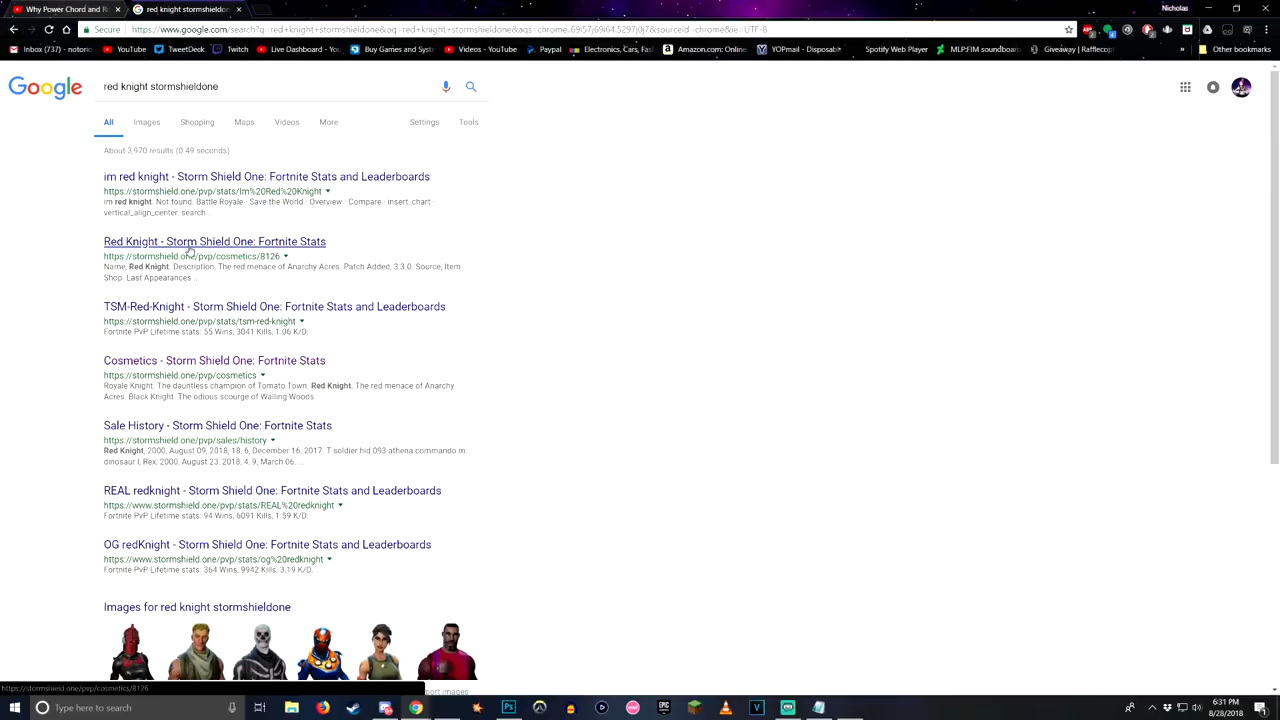 Why Power Chord and R
red knight stormshieldone
Nicholas
Secure https://www.google.com/search?q=red+knight+stormshieldone&oq=red+knight+stormshieldone&aqs=chrome.69i57j69i64.5297j0j7&sourceid=chrome&ie=UTF-8
Inbox (737) - notorio
YouTube
TweetDeck
Twitch
Live Dashboard - You
Buy Games and Softw
Videos - YouTube
Paypal
Electronics, Cars, Fas
Amazon.com: Online
YOPmail - Disposab
Spotify Web Player
MLP:FIM soundboard
Giveaway | Rafflecop
»
Other bookmarks
Google
red knight stormshieldone
All Images Shopping Maps Videos More Settings Tools
About 3,970 results (0.49 seconds)
im red knight - Storm Shield One: Fortnite Stats and Leaderboards
https://stormshield.one/pvp/stats/Im%20Red%20Knight
im red knight. Not found. Battle Royale · Save the World · Overview · Compare · insert_chart ·
vertical_align_center. search ..
Red Knight - Storm Shield One: Fortnite Stats
https://stormshield.one/pvp/cosmetics/8126
Name, Red Knight. Description, The red menace of Anarchy Acres. Patch Added, 3.3.0. Source, Item
Shop. Last Appearances ...
TSM-Red-Knight - Storm Shield One: Fortnite Stats and Leaderboards
https://stormshield.one/pvp/stats/tsm-red-knight
Fortnite PvP Lifetime stats: 55 Wins, 3041 Kills, 1.06 K/D.
Cosmetics - Storm Shield One: Fortnite Stats
https://stormshield.one/pvp/cosmetics
Royale Knight. The dauntless champion of Tomato Town. Red Knight. The red menace of Anarchy
Acres. Black Knight. The odious scourge of Wailing Woods
Sale History - Storm Shield One: Fortnite Stats
https://stormshield.one/pvp/sales/history
Red Knight, 2000, August 09, 2018, 18, 6, December 16, 2017. T soldier hid 093 athena commando m
dinosaur l, Rex, 2000. August 23, 2018. 4, 9, March 06. ...
REAL redknight - Storm Shield One: Fortnite Stats and Leaderboards
https://www.stormshield.one/pvp/stats/REAL%20redknight
Fortnite PvP Lifetime stats: 94 Wins, 6091 Kills, 1.59 K/D.
OG redKnight - Storm Shield One: Fortnite Stats and Leaderboards
https://www.stormshield.one/pvp/stats/og%20redknight
Fortnite PvP Lifetime stats: 364 Wins, 9942 Kills, 3.19 K/D.
Images for red knight stormshieldone
https://stormshield.one/pvp/cosmetics/8126
port images
Type here to search
6:31 PM
8/28/2018